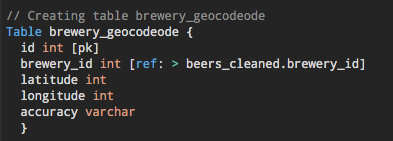 // Creating table brewery_geocodeode
Table brewery_geocodeode {
id int [pk]
brewery_id int [ref: > beers_cleaned.brewery_id]
latitude int
longitude int
accuracy varchar
}